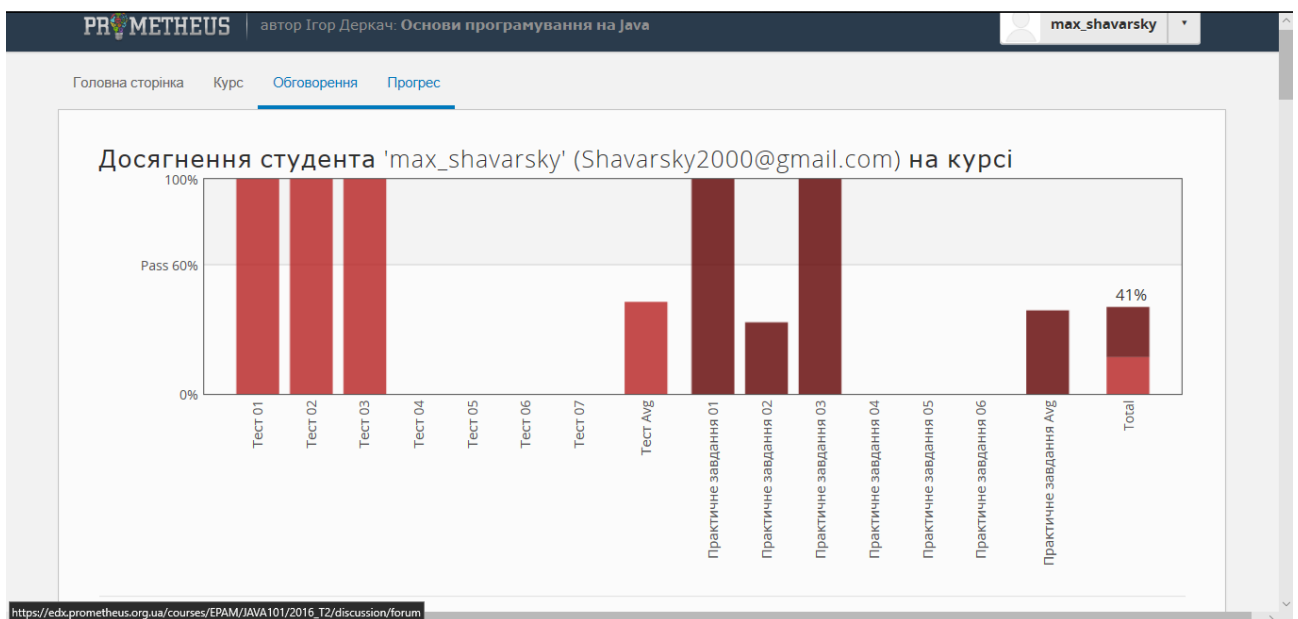 PROMETHEUS автор Ігор Деркач: Основи програмування на Java max_shavarsky
Головна сторінка Курс Обговорення Прогрес
Досягнення студента 'max_shavarsky' (Shavarsky2000@gmail.com) на курсі
100%
Pass 60%
0%
41%
Тест 01
Тест 02
Тест 03
Тест 04
Тест 05
Тест 06
Тест 07
Тест Avg
Практичне завдання 01
Практичне завдання 02
Практичне завдання 03
Практичне завдання 04
Практичне завдання 05
Практичне завдання 06
Практичне завдання Avg
Total
https://edx.prometheus.org.ua/courses/EPAM/JAVA101/2016_T2/discussion/forum